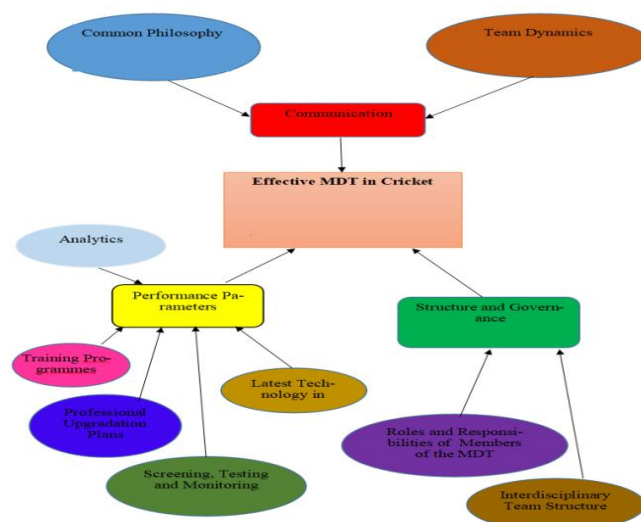 Common Philosophy
Team Dynamics
Communication
Effective MDT in Cricket
Analytics
Performance Pa-
rameters
Structure and Govern-
ance
Training Pro-
grammes
Latest Tech-
nology in
Professional
Upgradation
Plans
Roles and Responsi-
bilities of Members
of the MDT
Screening, Testing
and Monitoring
Interdisciplinary
Team Structure